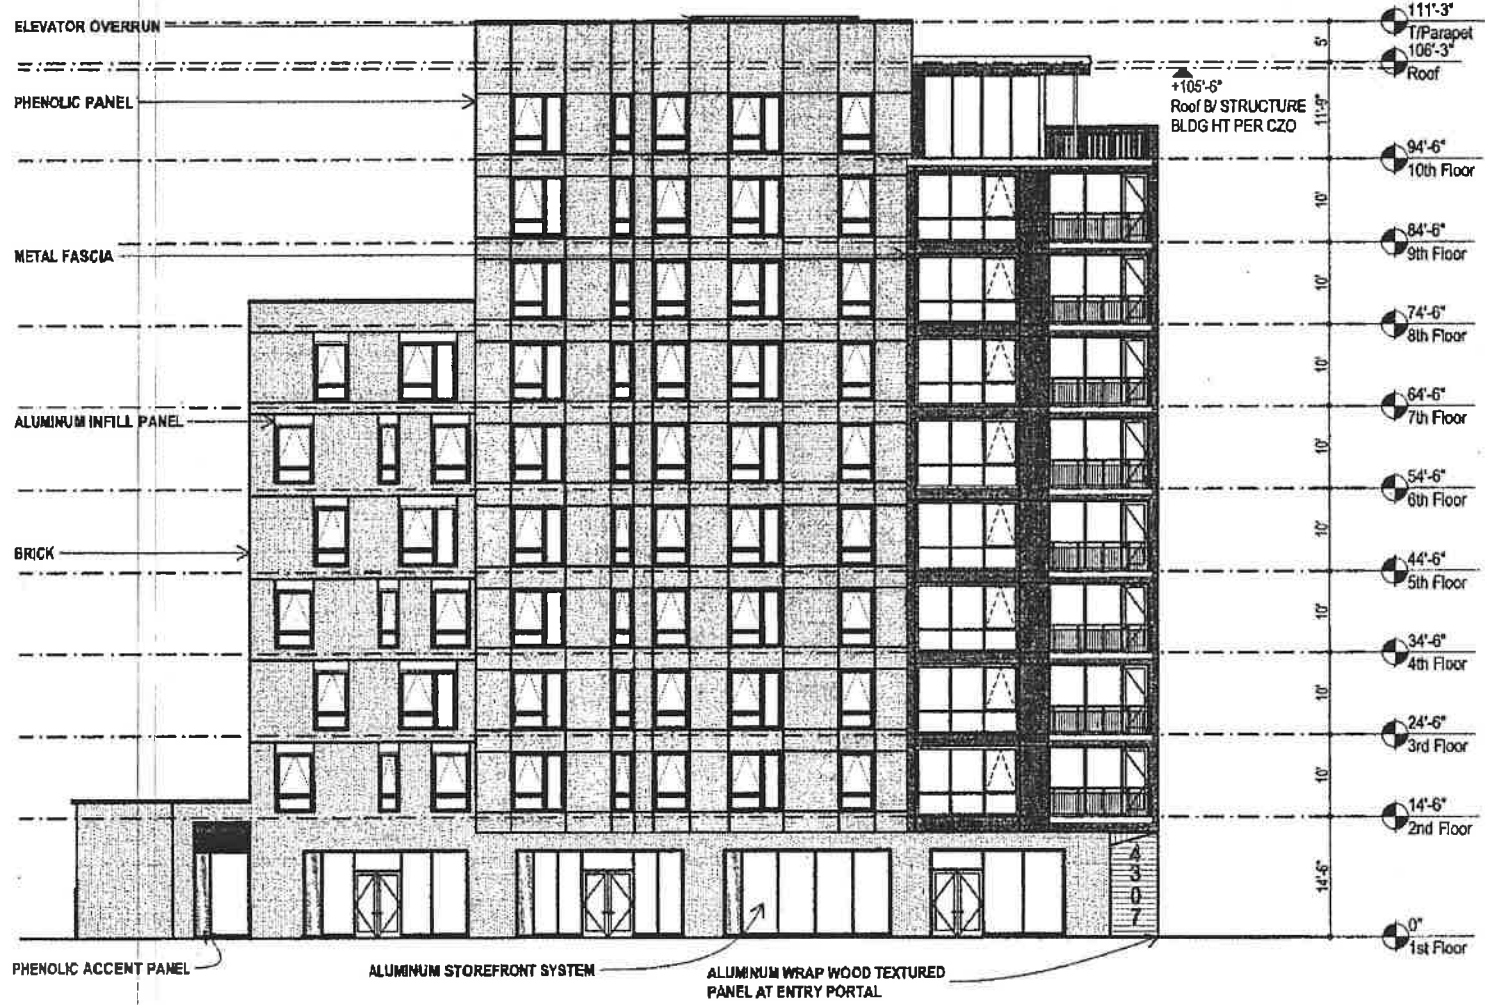 ELEVATOR OVERRUN
PHENOLIC PANEL
METAL FASCIA
ALUMINUM INFILL PANEL
BRICK
PHENOLIC ACCENT PANEL
ALUMINUM STOREFRONT SYSTEM
ALUMINUM WRAP WOOD TEXTURED
PANEL AT ENTRY PORTAL
4307
+105'-6"
Roof B/ STRUCTURE
BLDG HT PER CZO
5'
11'-9"
10'
10'
10'
10'
10'
10'
10'
10'
14'-6"
111'-3"
T/Parapet
106'-3"
Roof
94'-6"
10th Floor
84'-6"
9th Floor
74'-6"
8th Floor
64'-6"
7th Floor
54'-6"
6th Floor
44'-6"
5th Floor
34'-6"
4th Floor
24'-6"
3rd Floor
14'-6"
2nd Floor
0"
1st Floor